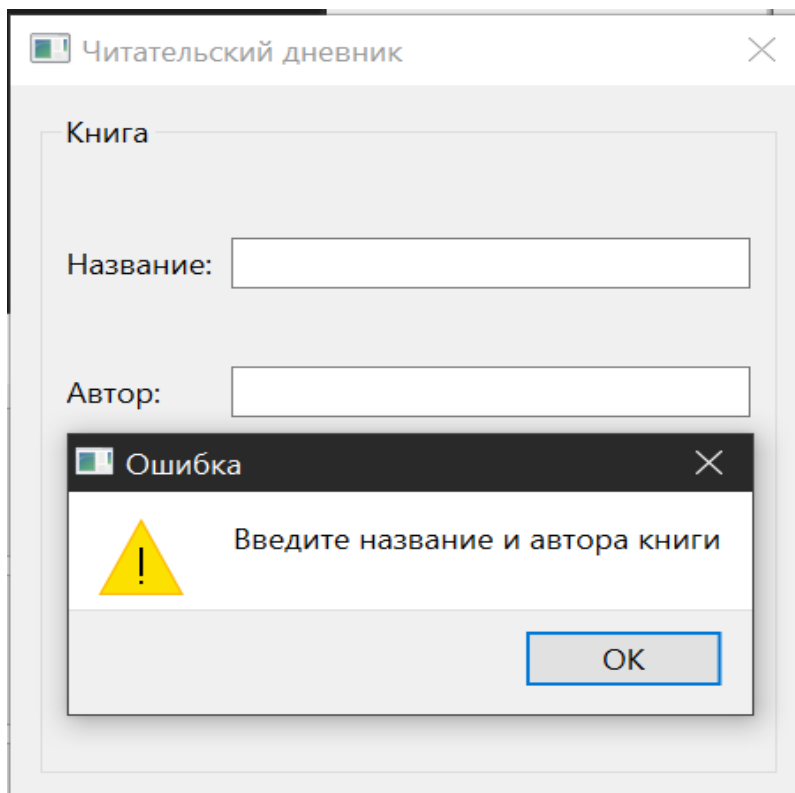 Читательский дневник
Книга
Название:
Автор:
Ошибка
Введите название и автора книги
OK